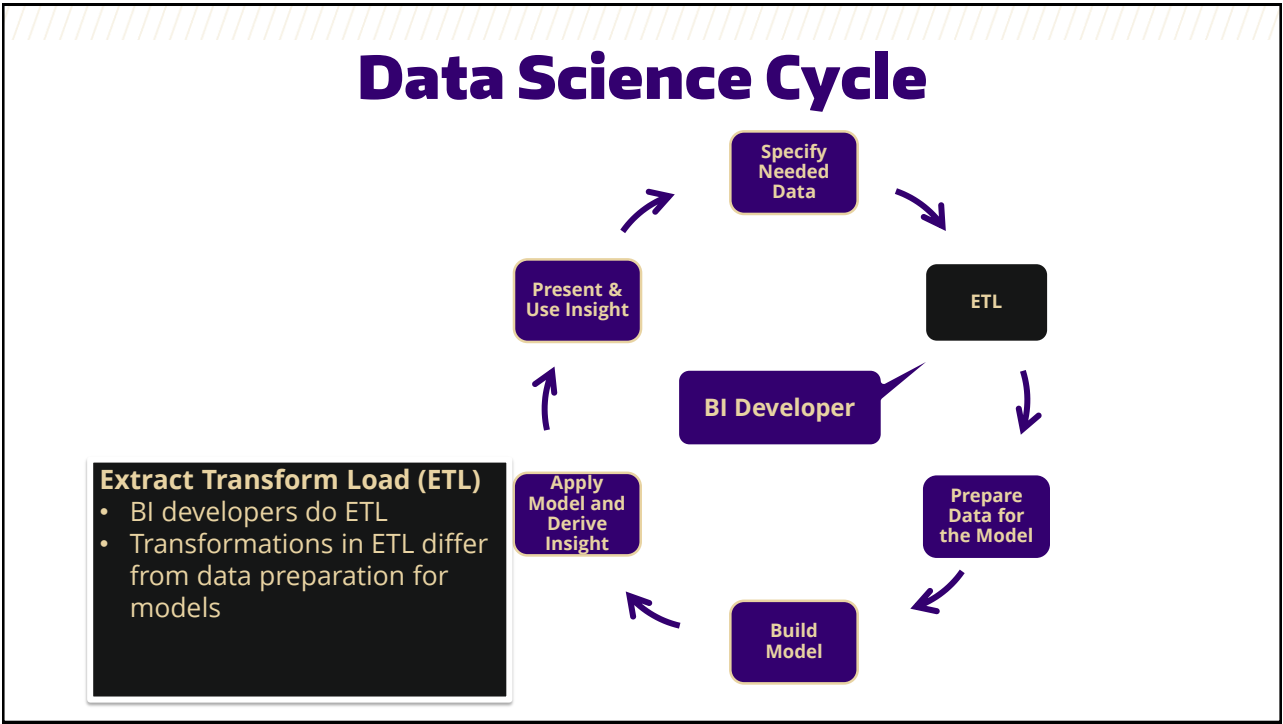 Data Science Cycle
Specify
Needed
Data
ETL
Prepare
Data for
the Model
Build
Model
Apply
Model and
Derive
Insight
Present &
Use Insight
BI Developer
Extract Transform Load (ETL)
• BI developers do ETL
• Transformations in ETL differ
from data preparation for
models